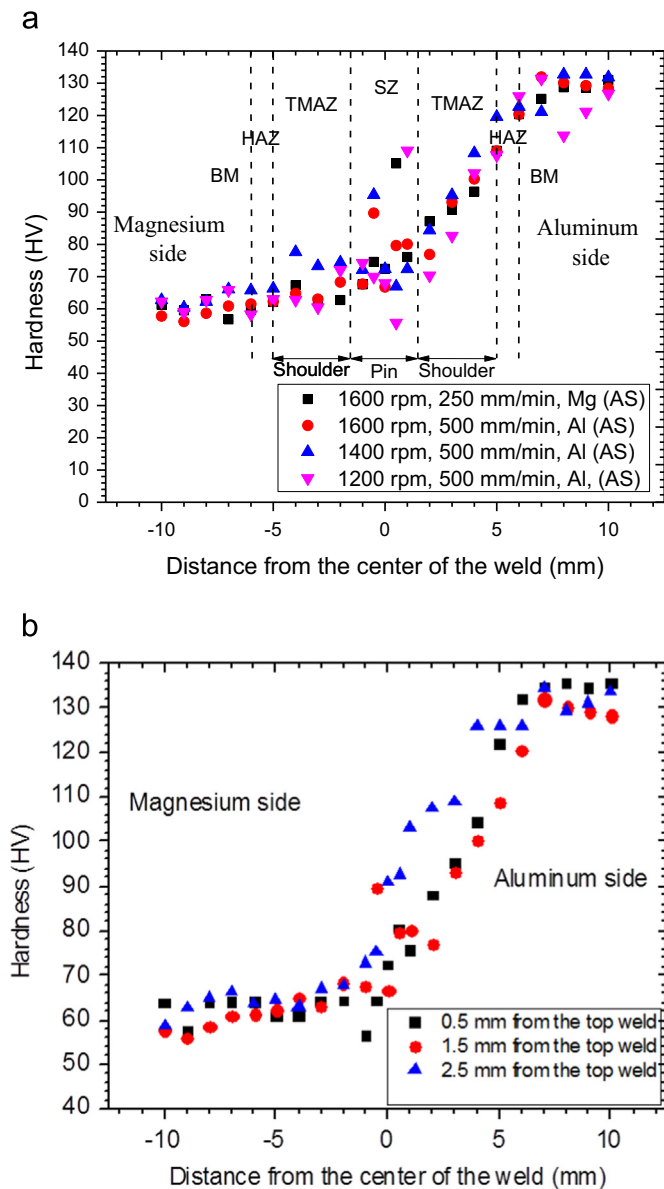 a
140
130
120
110
100
90
80
70
60
50
40
30
20
10
0
Hardness (HV)
BM
HAZ
TMAZ
SZ
TMAZ
HAZ
BM
Magnesium
side
Aluminum
side
Shoulder
Pin
Shoulder
1600 rpm, 250 mm/min, Mg (AS)
1600 rpm, 500 mm/min, Al (AS)
1400 rpm, 500 mm/min, Al (AS)
1200 rpm, 500 mm/min, Al, (AS)
-10 -5 0 5 10
Distance from the center of the weld (mm)
b
140
130
120
110
100
90
80
70
60
50
40
Hardness (HV)
Magnesium side
Aluminum side
0.5 mm from the top weld
1.5 mm from the top weld
2.5 mm from the top weld
-10 -5 0 5 10
Distance from the center of the weld (mm)